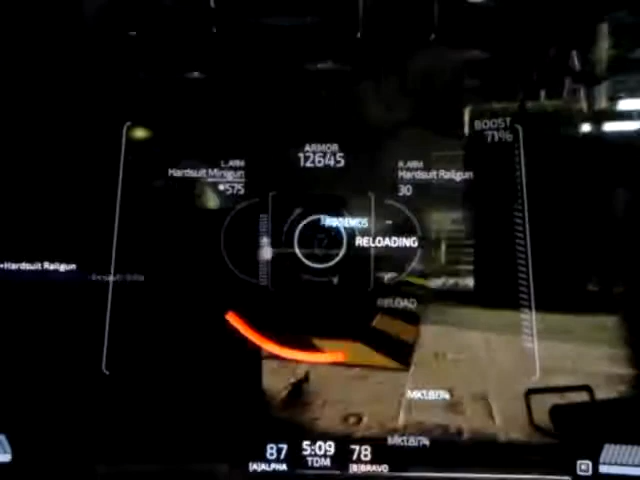 BOOST
71%
ARMOR
12645
L.ARM
Hardsuit Minigun
575
R.ARM
Hardsuit Railgun
30
RELOADING
Hardsuit Railgun
RELOAD
87
[A]ALPHA
5:09
TDM
78
[B]BRAVO